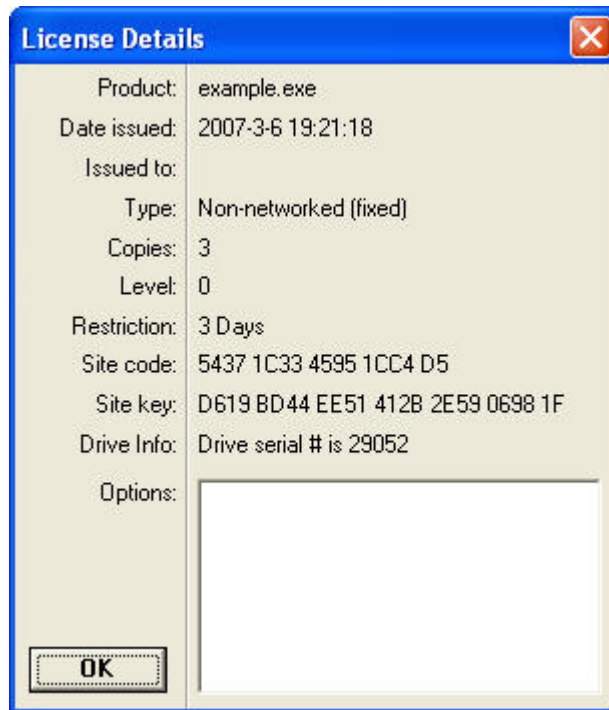 License Details
Product: example.exe
Date issued: 2007-3-6 19:21:18
Issued to:
Type: Non-networked (fixed)
Copies: 3
Level: 0
Restriction: 3 Days
Site code: 5437 1C33 4595 1CC4 D5
Site key: D619 BD44 EE51 412B 2E59 0698 1F
Drive Info: Drive serial # is 29052
Options:
OK